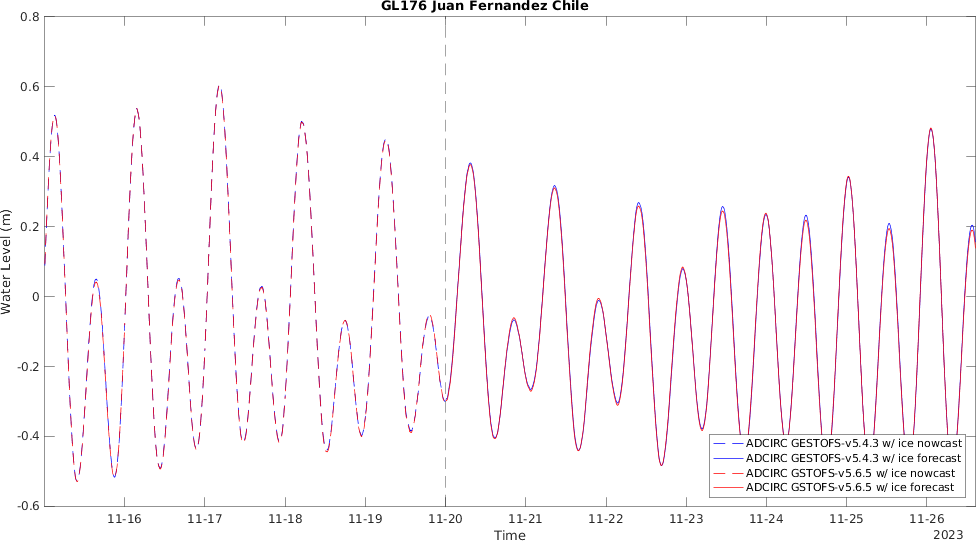 GL176 Juan Fernandez Chile
Water Level (m)
0.8
0.6
0.4
0.2
0
-0.2
-0.4
-0.6
ADCIRC GESTOFS-v5.4.3 w/ ice nowcast
ADCIRC GESTOFS-v5.4.3 w/ ice forecast
ADCIRC GSTOFS-v5.6.5 w/ ice nowcast
ADCIRC GSTOFS-v5.6.5 w/ ice forecast
11-16 11-17 11-18 11-19 11-20 11-21 11-22 11-23 11-24 11-25 11-26
Time
2023